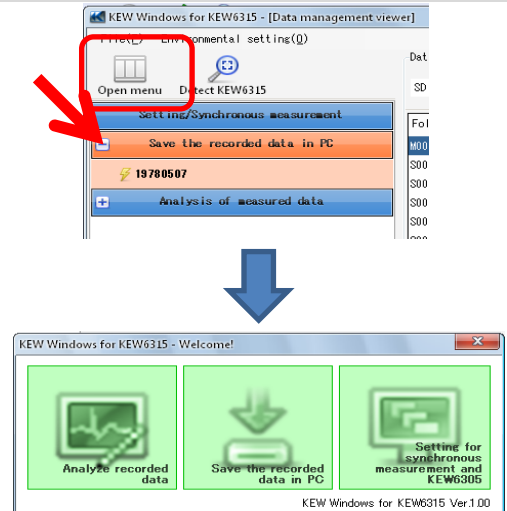 KEW Windows for KEW6315 - [Data management viewer]
File(F) Environmental setting(O)
Open menu
Detect KEW6315
Dat
SD
Setting/Synchronous measurement
Save the recorded data in PC
19780507
Analysis of measured data
Fol
M00
S00
S00
S00
S00
KEW Windows for KEW6315 - Welcome!
Analyze recorded
data
Save the recorded
data in PC
Setting for
synchronous
measurement and
KEW6305
KEW Windows for KEW6315 Ver.1.00